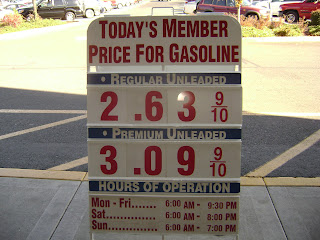 TODAY'S MEMBER
PRICE FOR GASOLINE
REGULAR UNLEADED
2.63 9/10
PREMIUM UNLEADED
3.09 9/10
HOURS OF OPERATION
Mon - Fri....... 6:00 AM - 9:30 PM
Sat............... 6:00 AM - 8:00 PM
Sun.............. 6:00 AM - 7:00 PM